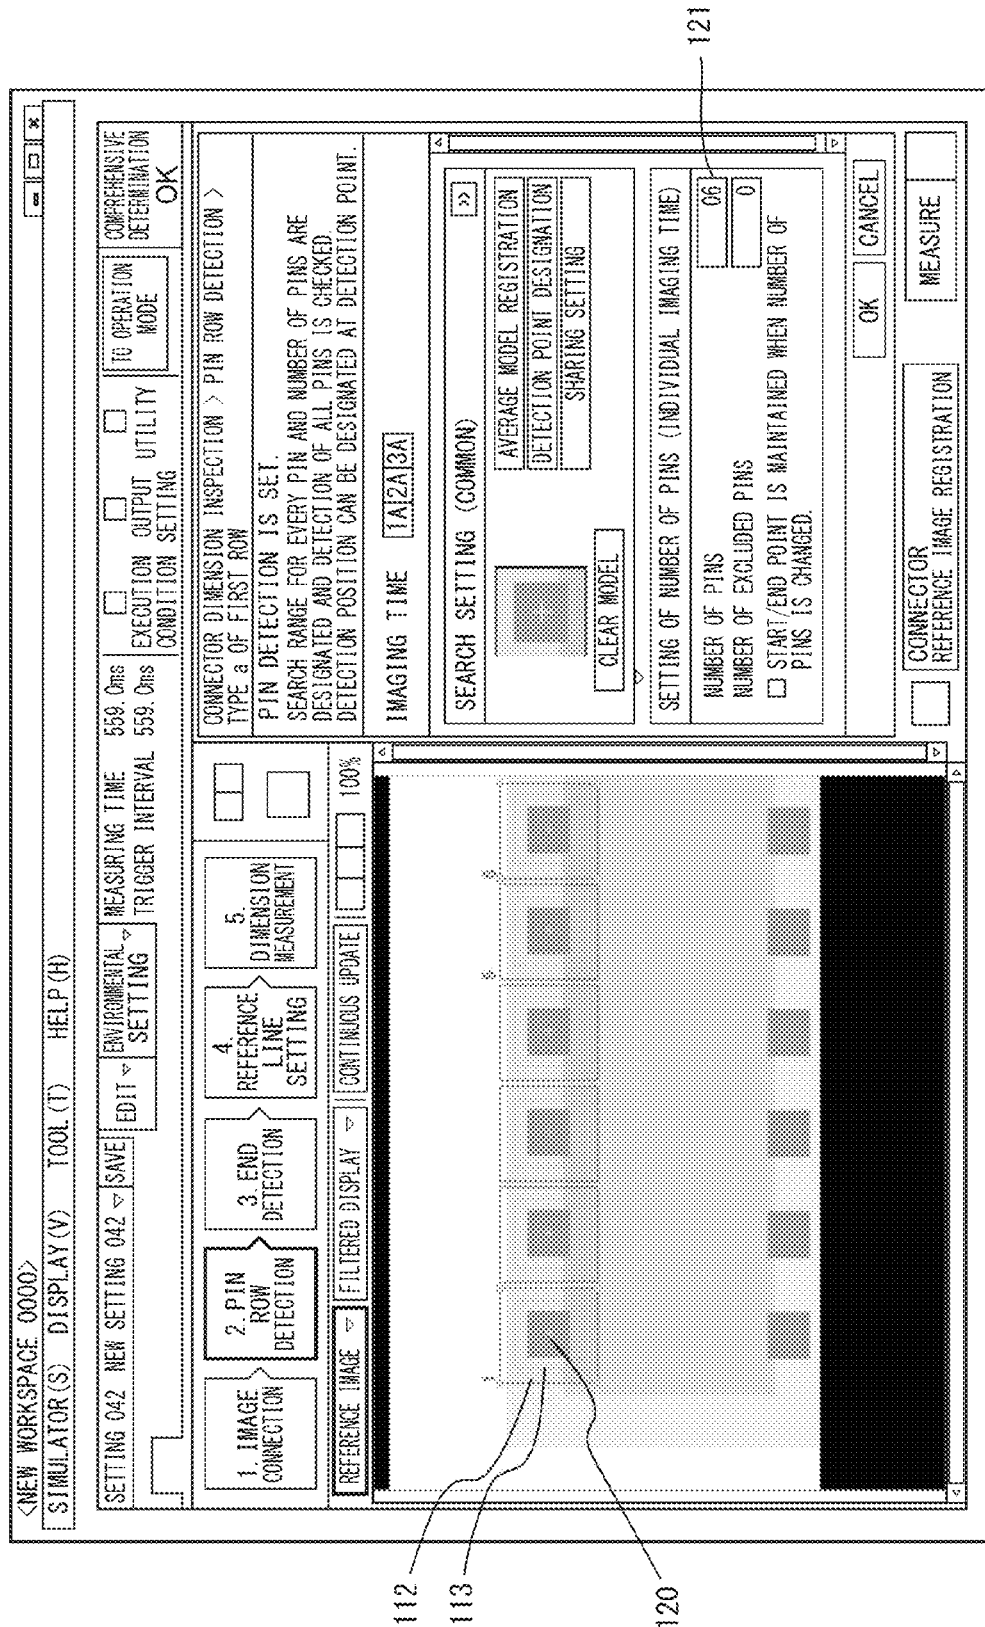 <NEW WORKSPACE 0000>
SIMULATOR(S) DISPLAY(V) TOOL(T) HELP(H)
SETTING 042 NEW SETTING 042 ▽ SAVE
EDIT ▽
ENVIRONMENTAL ▽
SETTING
MEASURING TIME 559.0ms
TRIGGER INTERVAL 559.0ms
EXECUTION OUTPUT UTILITY
CONDITION SETTING
TO OPERATION
MODE
COMPREHENSIVE
DETERMINATION
OK
1. IMAGE
CONNECTION
2. PIN
ROW
DETECTION
3. END
DETECTION
4.
REFERENCE
LINE
SETTING
5.
DIMENSION
MEASUREMENT
REFERENCE IMAGE ▽
FILTERED DISPLAY ▽
CONTINUOUS UPDATE
100%
CONNECTOR DIMENSION INSPECTION > PIN ROW DETECTION >
TYPE a OF FIRST ROW
PIN DETECTION IS SET.
SEARCH RANGE FOR EVERY PIN AND NUMBER OF PINS ARE
DESIGNATED AND DETECTION OF ALL PINS IS CHECKED.
DETECTION POSITION CAN BE DESIGNATED AT DETECTION POINT.
IMAGING TIME 1A 2A 3A
SEARCH SETTING (COMMON)
>>
AVERAGE MODEL REGISTRATION
DETECTION POINT DESIGNATION
SHARING SETTING
CLEAR MODEL
SETTING OF NUMBER OF PINS (INDIVIDUAL IMAGING TIME)
NUMBER OF PINS 06
NUMBER OF EXCLUDED PINS 0
START/END POINT IS MAINTAINED WHEN NUMBER OF
PINS IS CHANGED.
OK CANCEL
CONNECTOR
REFERENCE IMAGE REGISTRATION
MEASURE
112
113
120
121